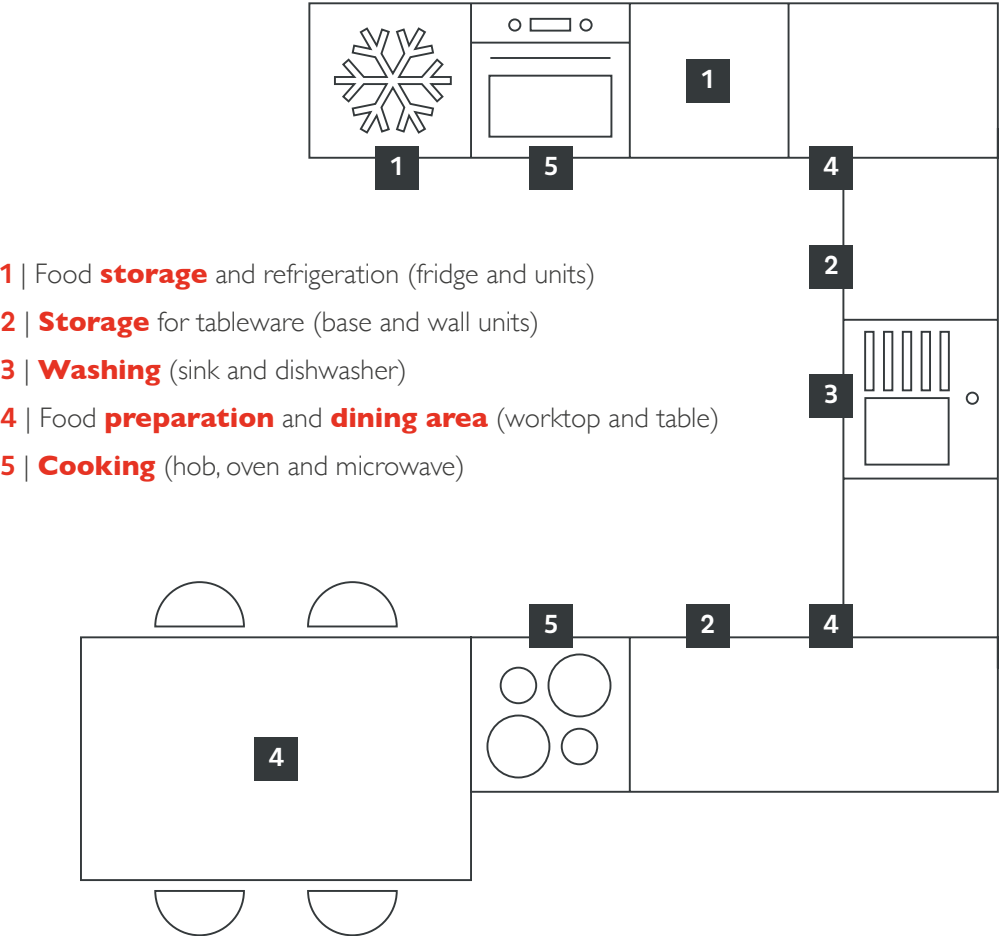 1
1
5
4
2
1 | Food storage and refrigeration (fridge and units)
2 | Storage for tableware (base and wall units)
3 | Washing (sink and dishwasher)
3
4 | Food preparation and dining area (worktop and table)
5 | Cooking (hob, oven and microwave)
5
2
4
4